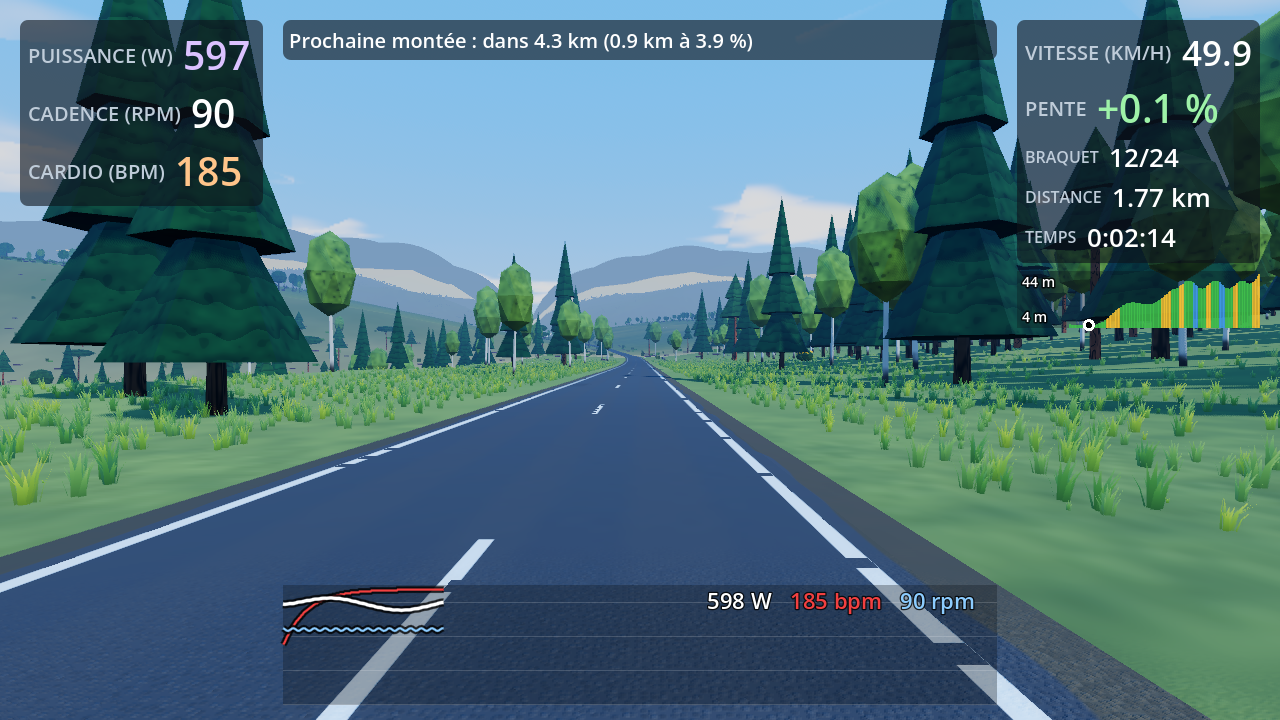 PUISSANCE (W) 597
CADENCE (RPM) 90
CARDIO (BPM) 185
Prochaine montée : dans 4.3 km (0.9 km à 3.9 %)
VITESSE (KM/H) 49.9
PENTE +0.1 %
BRAQUET 12/24
DISTANCE 1.77 km
TEMPS 0:02:14
44 m
4 m
598 W 185 bpm 90 rpm